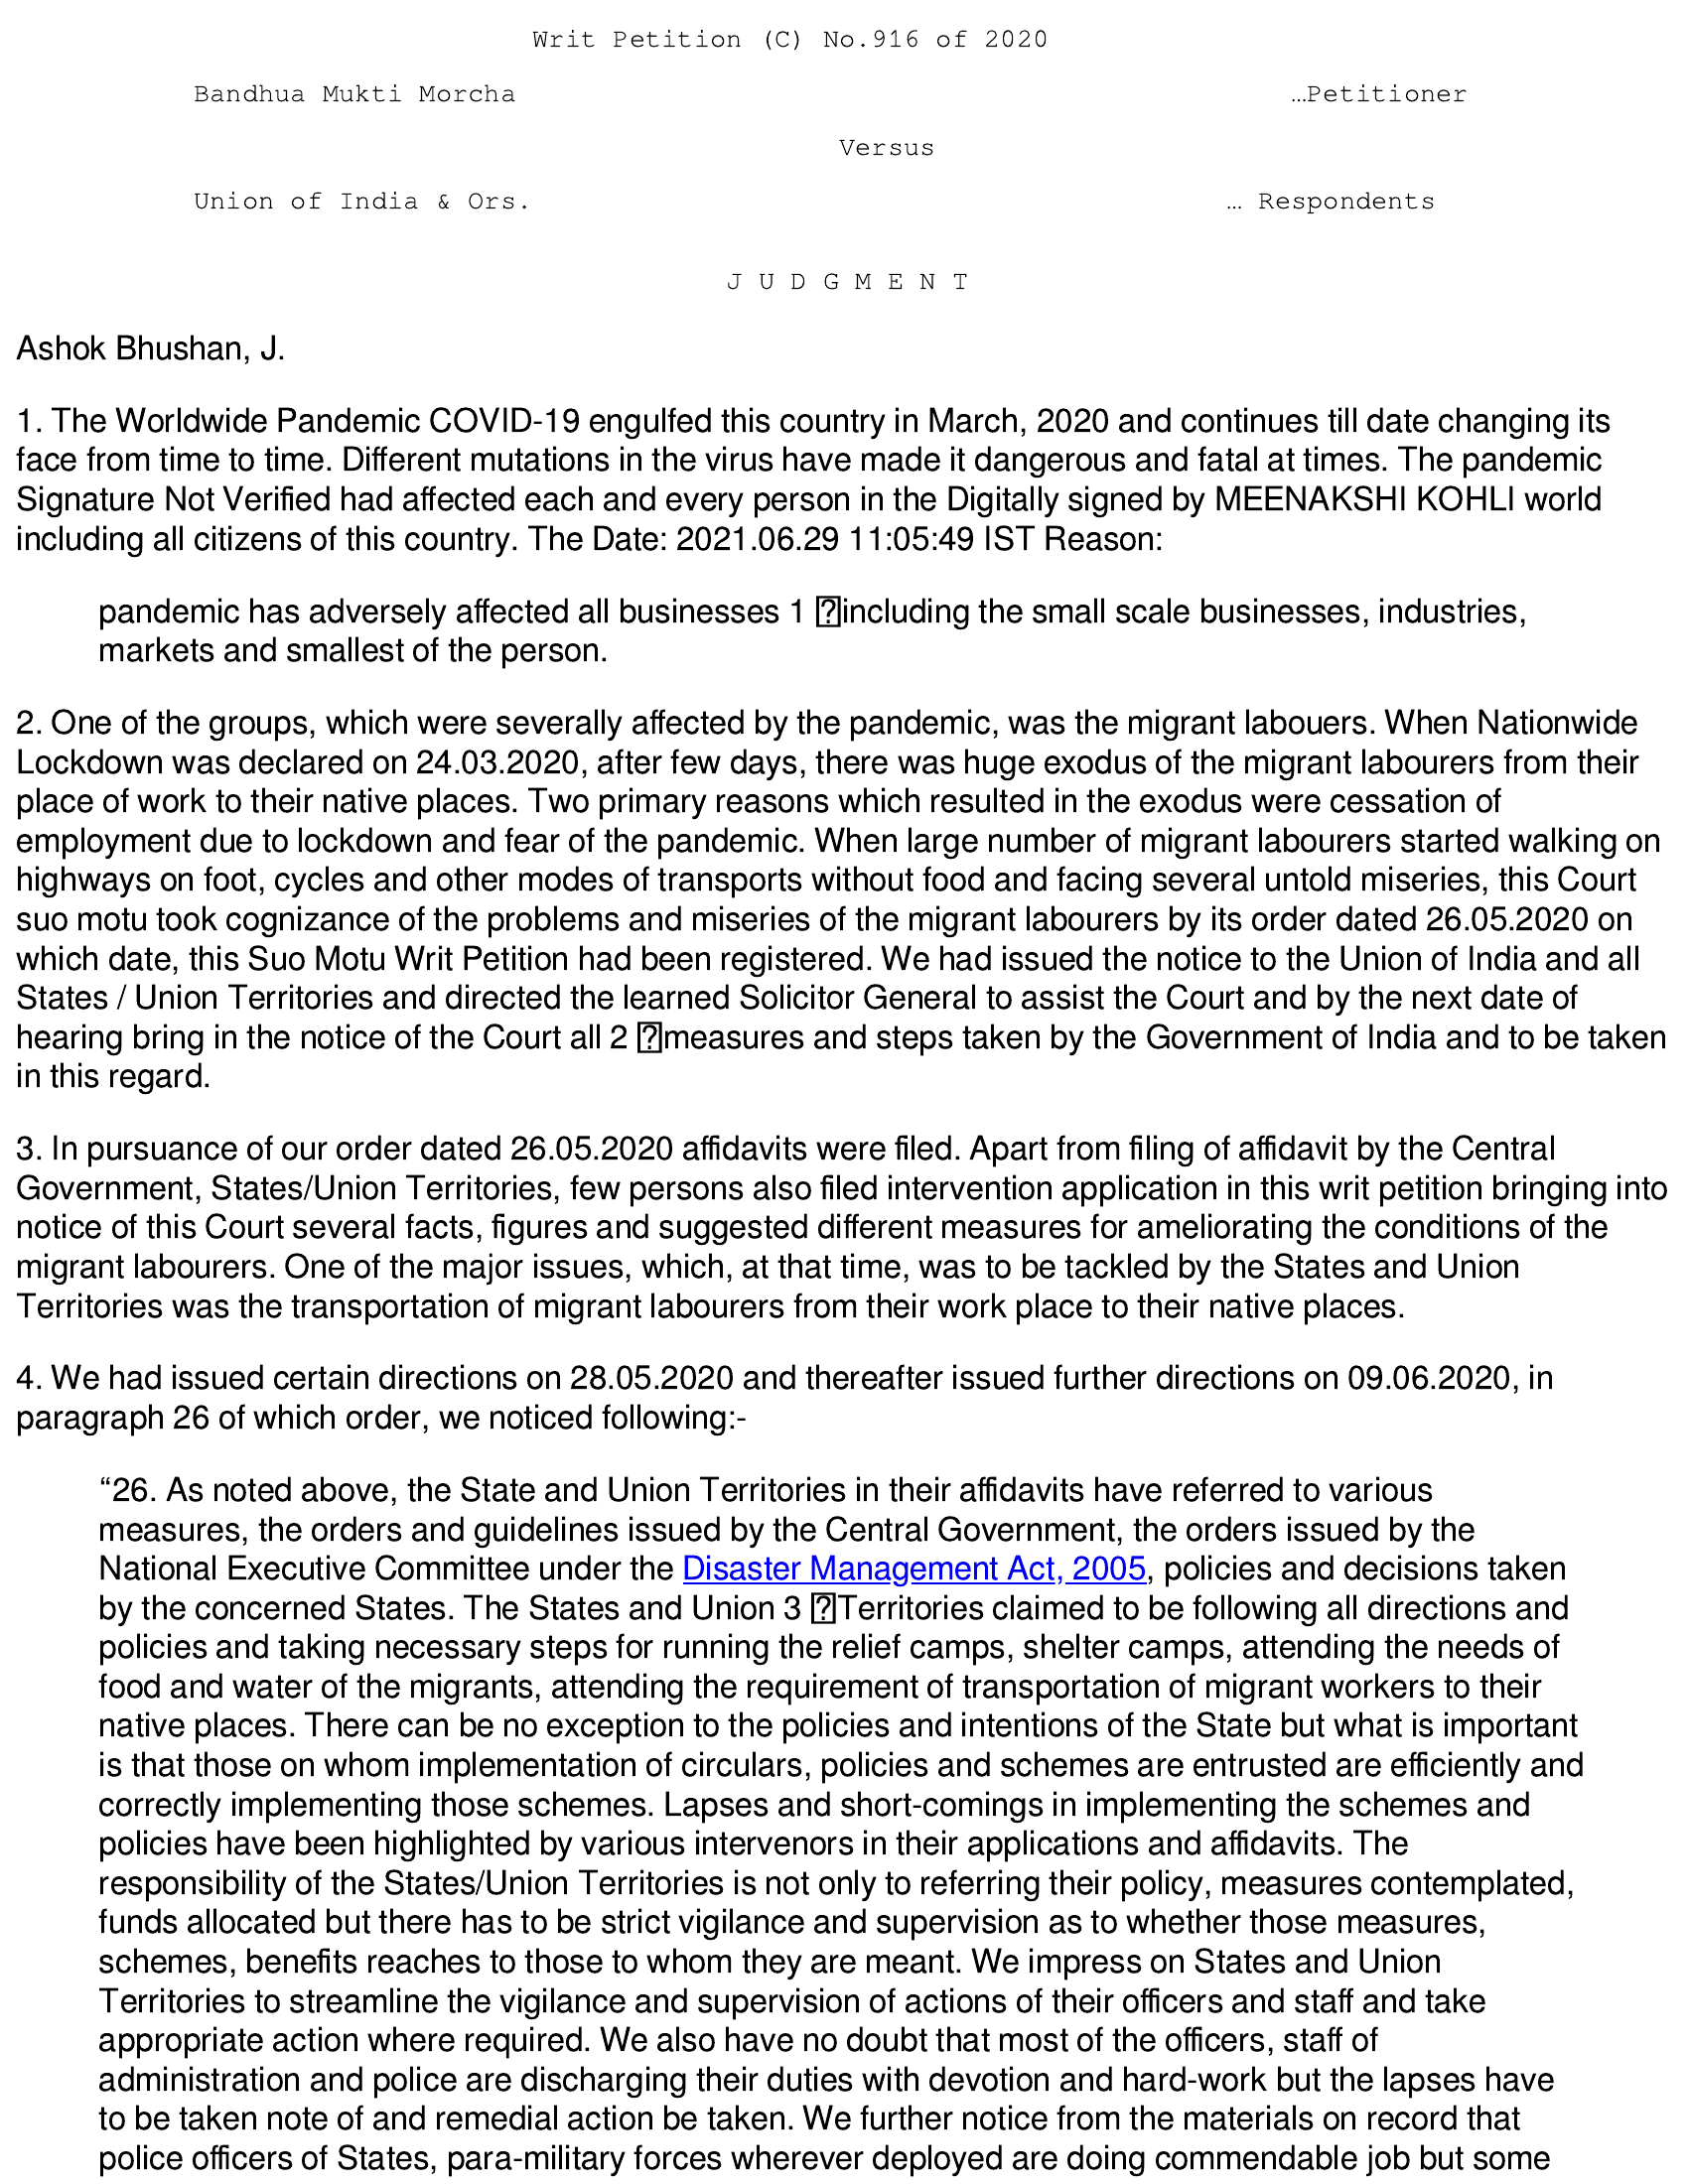 Writ Petition (C) No.916 of 2020
Bandhua Mukti Morcha …Petitioner
Versus
Union of India & Ors. … Respondents
J U D G M E N T
Ashok Bhushan, J.
1. The Worldwide Pandemic COVID-19 engulfed this country in March, 2020 and continues till date changing its
face from time to time. Different mutations in the virus have made it dangerous and fatal at times. The pandemic
Signature Not Verified had affected each and every person in the Digitally signed by MEENAKSHI KOHLI world
including all citizens of this country. The Date: 2021.06.29 11:05:49 IST Reason:
pandemic has adversely affected all businesses 1 �including the small scale businesses, industries,
markets and smallest of the person.
2. One of the groups, which were severally affected by the pandemic, was the migrant labouers. When Nationwide
Lockdown was declared on 24.03.2020, after few days, there was huge exodus of the migrant labourers from their
place of work to their native places. Two primary reasons which resulted in the exodus were cessation of
employment due to lockdown and fear of the pandemic. When large number of migrant labourers started walking on
highways on foot, cycles and other modes of transports without food and facing several untold miseries, this Court
suo motu took cognizance of the problems and miseries of the migrant labourers by its order dated 26.05.2020 on
which date, this Suo Motu Writ Petition had been registered. We had issued the notice to the Union of India and all
States / Union Territories and directed the learned Solicitor General to assist the Court and by the next date of
hearing bring in the notice of the Court all 2 �measures and steps taken by the Government of India and to be taken
in this regard.
3. In pursuance of our order dated 26.05.2020 affidavits were filed. Apart from filing of affidavit by the Central
Government, States/Union Territories, few persons also filed intervention application in this writ petition bringing into
notice of this Court several facts, figures and suggested different measures for ameliorating the conditions of the
migrant labourers. One of the major issues, which, at that time, was to be tackled by the States and Union
Territories was the transportation of migrant labourers from their work place to their native places.
4. We had issued certain directions on 28.05.2020 and thereafter issued further directions on 09.06.2020, in
paragraph 26 of which order, we noticed following:-
“26. As noted above, the State and Union Territories in their affidavits have referred to various
measures, the orders and guidelines issued by the Central Government, the orders issued by the
National Executive Committee under the Disaster Management Act, 2005, policies and decisions taken
by the concerned States. The States and Union 3 �Territories claimed to be following all directions and
policies and taking necessary steps for running the relief camps, shelter camps, attending the needs of
food and water of the migrants, attending the requirement of transportation of migrant workers to their
native places. There can be no exception to the policies and intentions of the State but what is important
is that those on whom implementation of circulars, policies and schemes are entrusted are efficiently and
correctly implementing those schemes. Lapses and short-comings in implementing the schemes and
policies have been highlighted by various intervenors in their applications and affidavits. The
responsibility of the States/Union Territories is not only to referring their policy, measures contemplated,
funds allocated but there has to be strict vigilance and supervision as to whether those measures,
schemes, benefits reaches to those to whom they are meant. We impress on States and Union
Territories to streamline the vigilance and supervision of actions of their officers and staff and take
appropriate action where required. We also have no doubt that most of the officers, staff of
administration and police are discharging their duties with devotion and hard-work but the lapses have
to be taken note of and remedial action be taken. We further notice from the materials on record that
police officers of States, para-military forces wherever deployed are doing commendable job but some